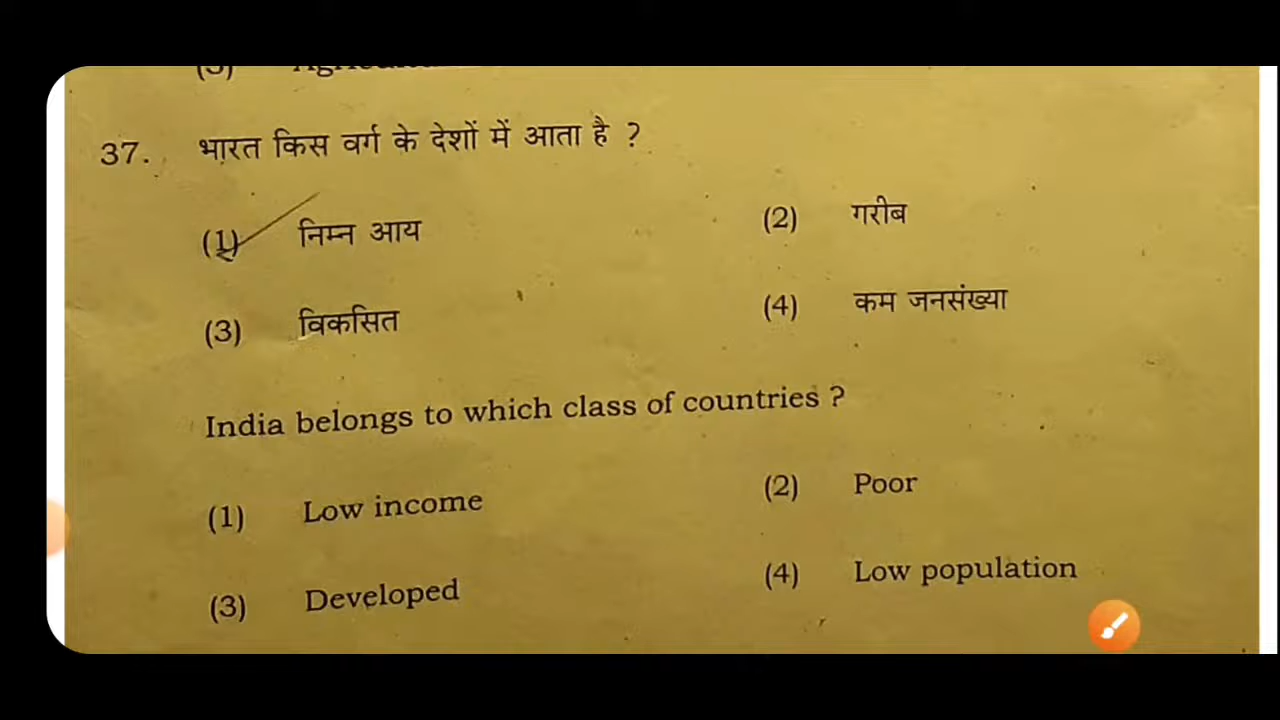 37. भारत किस वर्ग के देशों में आता है ?
(1) निम्न आय (2) गरीब
(3) विकसित (4) कम जनसंख्या
India belongs to which class of countries ?
(1) Low income (2) Poor
(3) Developed (4) Low population